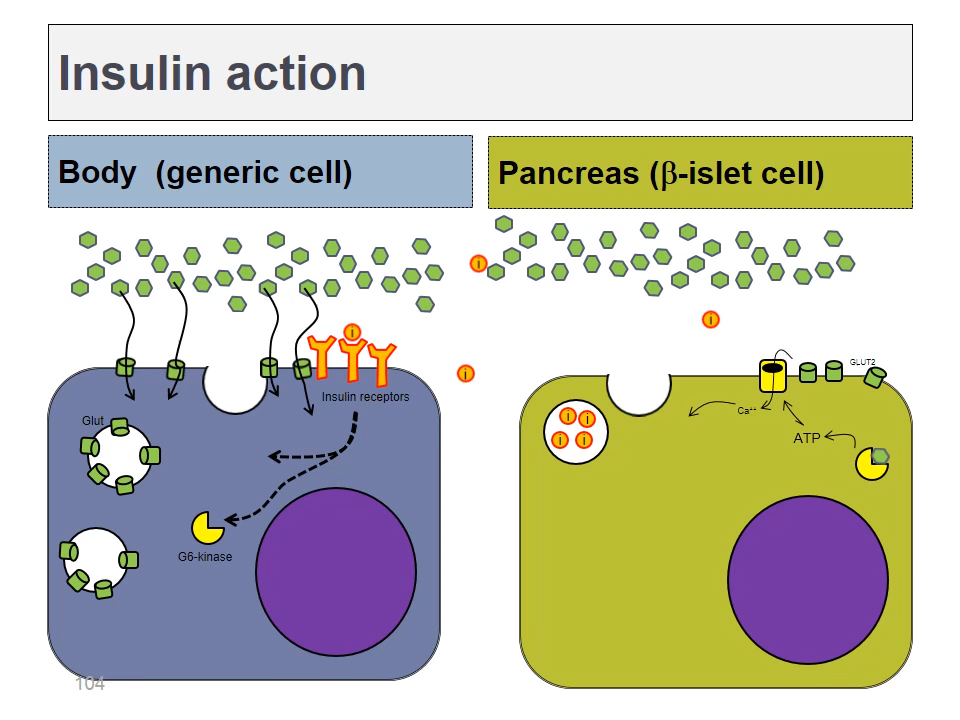 Insulin action
Body  (generic cell)
Pancreas (β-islet cell)
i
i
i
i
Insulin receptors
Glut
G6-kinase
GLUT2
Ca++
ATP
i
i
i
i
104